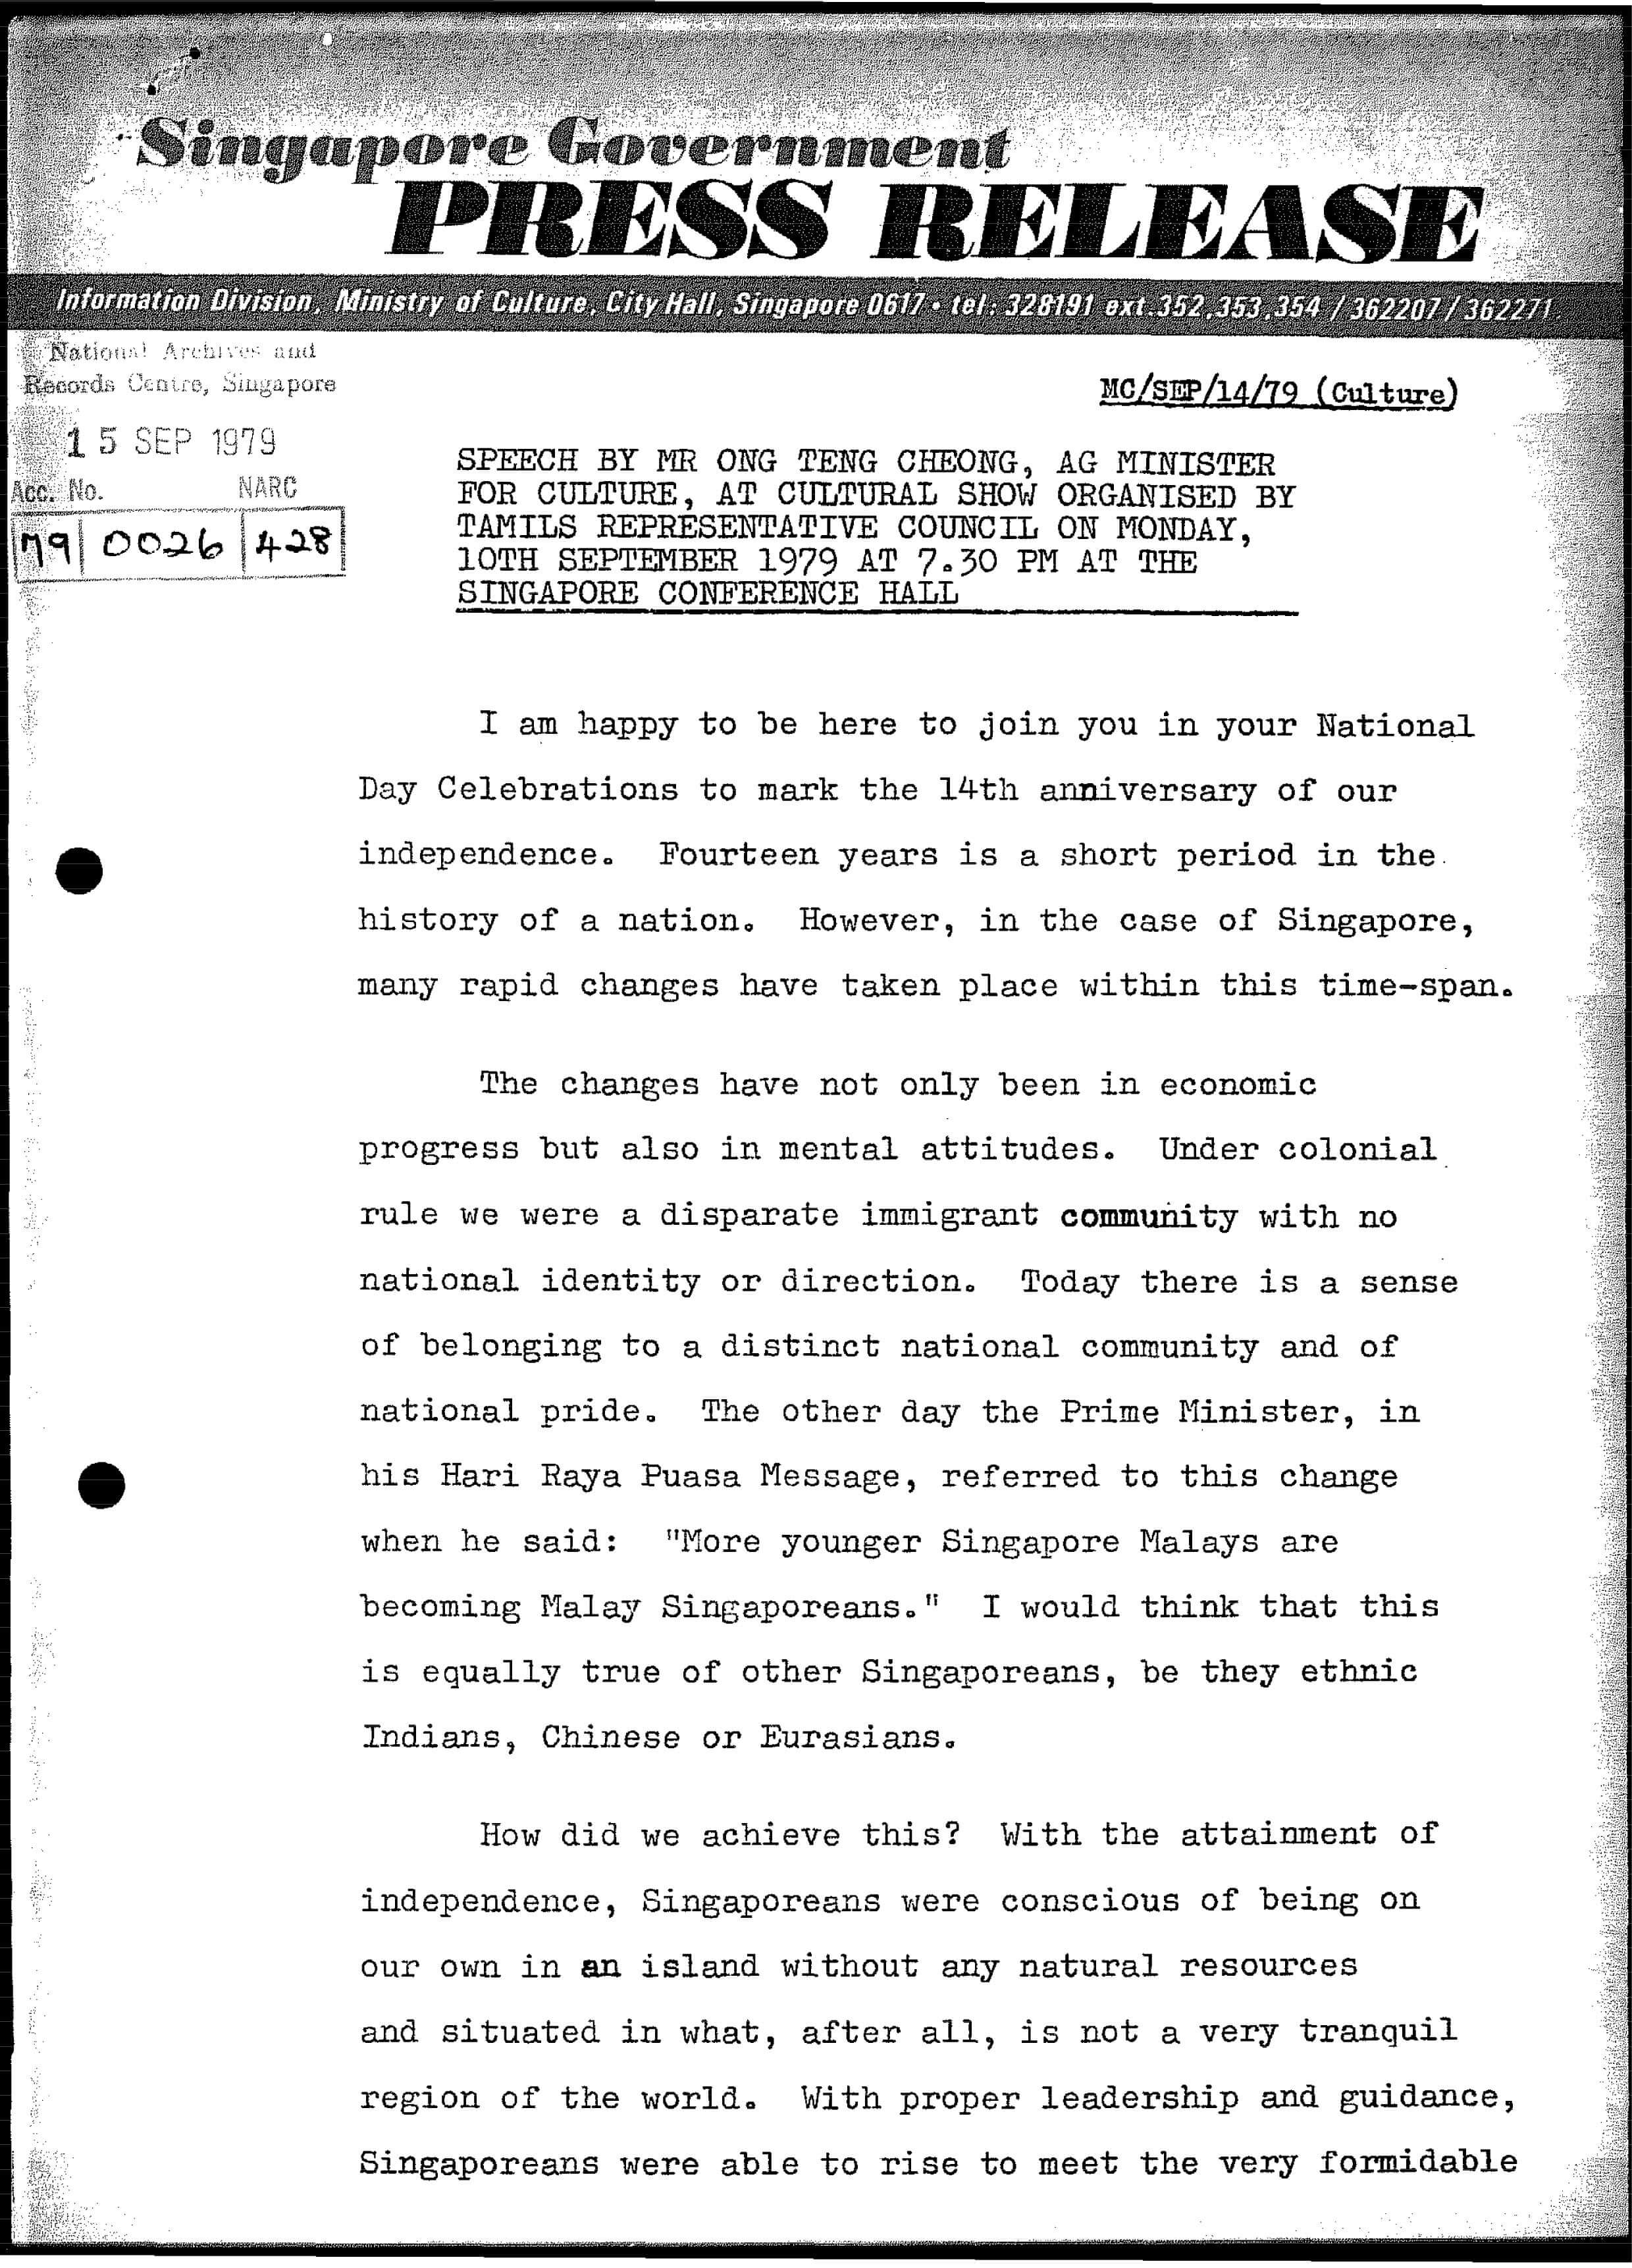 Singapore Government
PRESS RELEASE
Information Division, Ministry of Culture, City Hall, Singapore 0617 • tel: 328191 ext. 352, 353, 354 / 362207 / 362271.
National Archives and
Records Centre, Singapore
MC/SEP/14/79 (Culture)
15 SEP 1979
Acc. No. NARC
79 0026 428
SPEECH BY MR ONG TENG CHEONG, AG MINISTER
FOR CULTURE, AT CULTURAL SHOW ORGANISED BY
TAMILS REPRESENTATIVE COUNCIL ON MONDAY,
10TH SEPTEMBER 1979 AT 7.30 PM AT THE
SINGAPORE CONFERENCE HALL
I am happy to be here to join you in your National
Day Celebrations to mark the 14th anniversary of our
independence. Fourteen years is a short period in the
history of a nation. However, in the case of Singapore,
many rapid changes have taken place within this time-span.
The changes have not only been in economic
progress but also in mental attitudes. Under colonial
rule we were a disparate immigrant community with no
national identity or direction. Today there is a sense
of belonging to a distinct national community and of
national pride. The other day the Prime Minister, in
his Hari Raya Puasa Message, referred to this change
when he said: "More younger Singapore Malays are
becoming Malay Singaporeans." I would think that this
is equally true of other Singaporeans, be they ethnic
Indians, Chinese or Eurasians.
How did we achieve this? With the attainment of
independence, Singaporeans were conscious of being on
our own in an island without any natural resources
and situated in what, after all, is not a very tranquil
region of the world. With proper leadership and guidance,
Singaporeans were able to rise to meet the very formidable